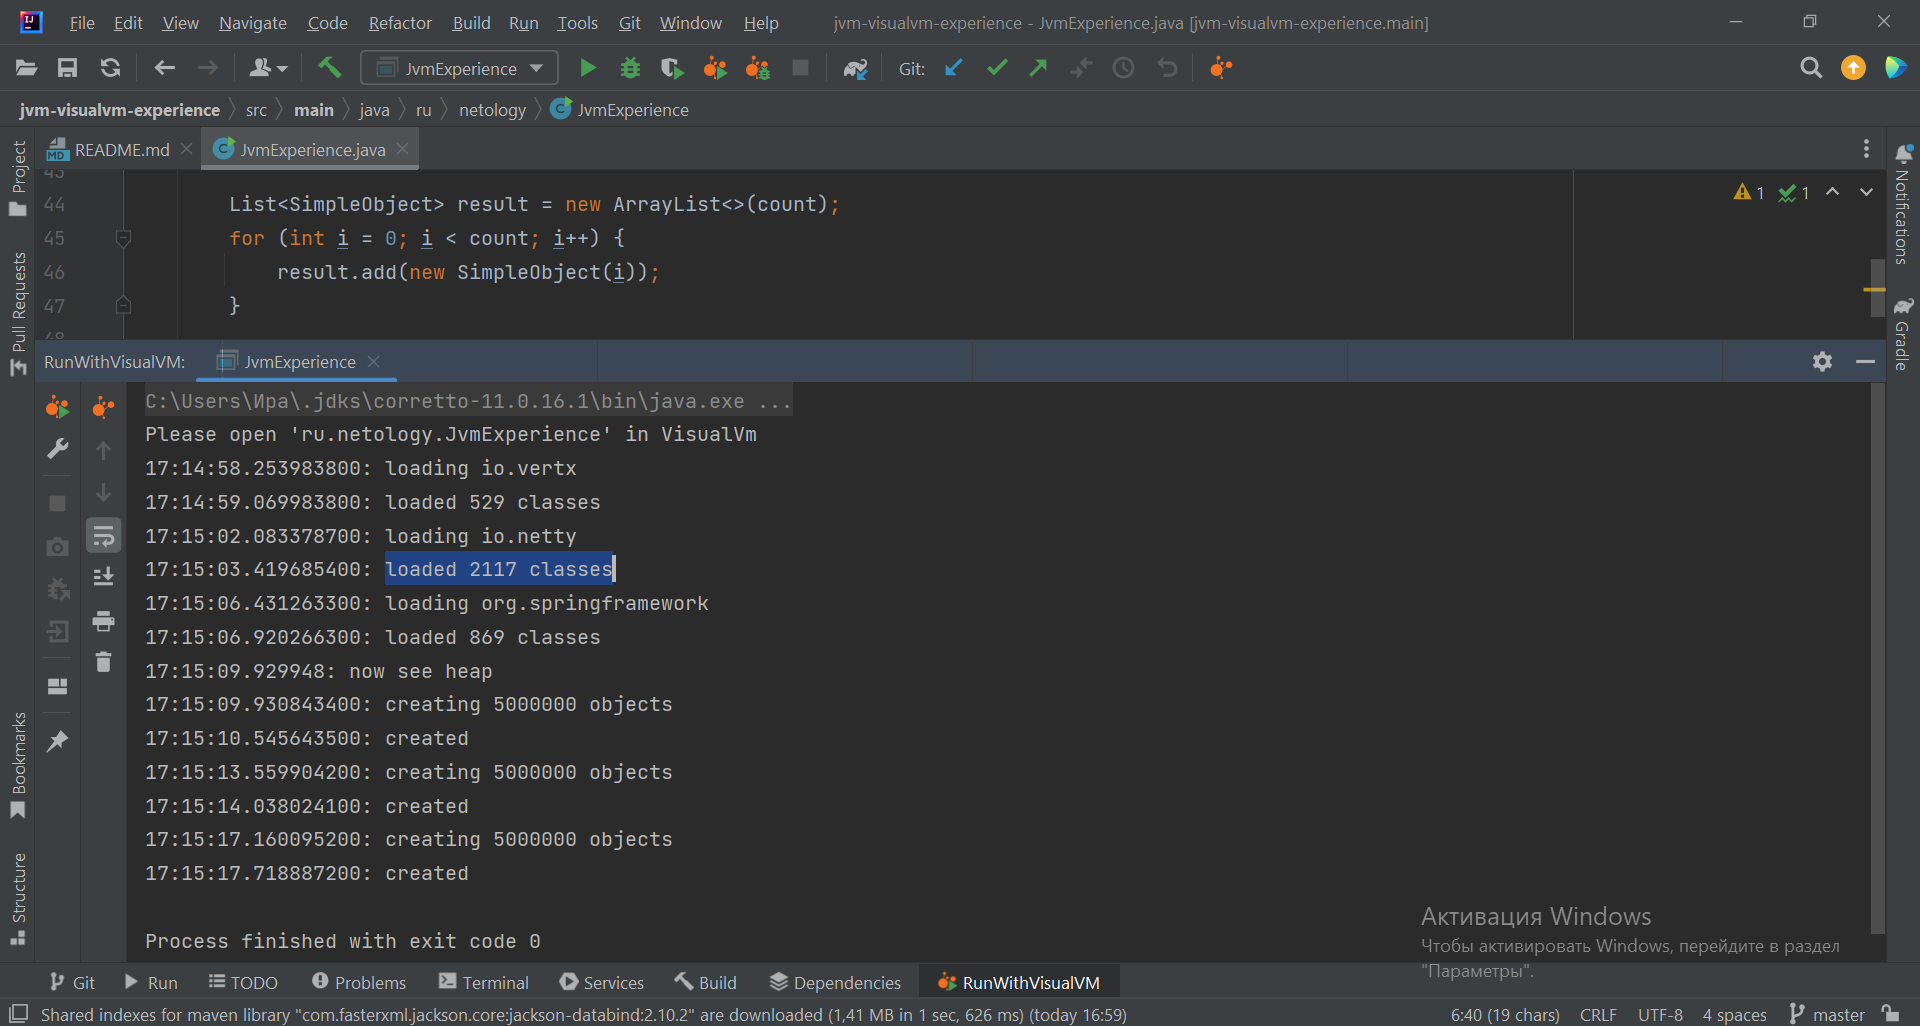 File Edit View Navigate Code Refactor Build Run Tools Git Window Help jvm-visualvm-experience - JvmExperience.java [jvm-visualvm-experience.main]
JvmExperience Git:
jvm-visualvm-experience src main java ru netology JvmExperience
README.md JvmExperience.java
Project
Pull Requests
Bookmarks
Structure
Notifications
Gradle
1 1
43
44 List<SimpleObject> result = new ArrayList<>(count);
45 for (int i = 0; i < count; i++) {
46 result.add(new SimpleObject(i));
47 }
48
RunWithVisualVM: JvmExperience
C:\Users\Ира\.jdks\corretto-11.0.16.1\bin\java.exe ...
Please open 'ru.netology.JvmExperience' in VisualVm
17:14:58.253983800: loading io.vertx
17:14:59.069983800: loaded 529 classes
17:15:02.083378700: loading io.netty
17:15:03.419685400: loaded 2117 classes
17:15:06.431263300: loading org.springframework
17:15:06.920266300: loaded 869 classes
17:15:09.929948: now see heap
17:15:09.930843400: creating 5000000 objects
17:15:10.545643500: created
17:15:13.559904200: creating 5000000 objects
17:15:14.038024100: created
17:15:17.160095200: creating 5000000 objects
17:15:17.718887200: created
Process finished with exit code 0
Активация Windows
Чтобы активировать Windows, перейдите в раздел
"Параметры".
Git Run TODO Problems Terminal Services Build Dependencies RunWithVisualVM
Shared indexes for maven library "com.fasterxml.jackson.core:jackson-databind:2.10.2" are downloaded (1,41 MB in 1 sec, 626 ms) (today 16:59) 6:40 (19 chars) CRLF UTF-8 4 spaces master